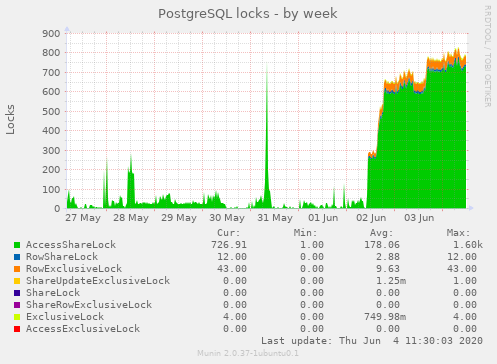 PostgreSQL locks - by week
RRDTOOL / TOBI OETIKER
Locks
900
800
700
600
500
400
300
200
100
0
27 May 28 May 29 May 30 May 31 May 01 Jun 02 Jun 03 Jun
Cur: Min: Avg: Max:
AccessShareLock 726.91 1.00 178.06 1.60k
RowShareLock 12.00 0.00 2.88 12.00
RowExclusiveLock 43.00 0.00 9.63 43.00
ShareUpdateExclusiveLock 0.00 0.00 1.25m 1.00
ShareLock 0.00 0.00 0.00 0.00
ShareRowExclusiveLock 0.00 0.00 0.00 0.00
ExclusiveLock 4.00 0.00 749.98m 4.00
AccessExclusiveLock 0.00 0.00 0.00 0.00
Last update: Thu Jun 4 11:30:03 2020
Munin 2.0.37-1ubuntu0.1